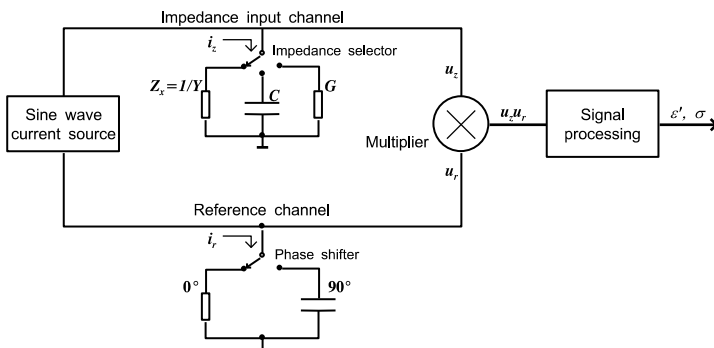 Impedance input channel
i_z
Impedance selector
Z_x=1/Y
C
G
Sine wave
current source
u_z
Multiplier
u_z u_r
Signal
processing
ε′, σ
u_r
Reference channel
i_r
Phase shifter
0°
90°